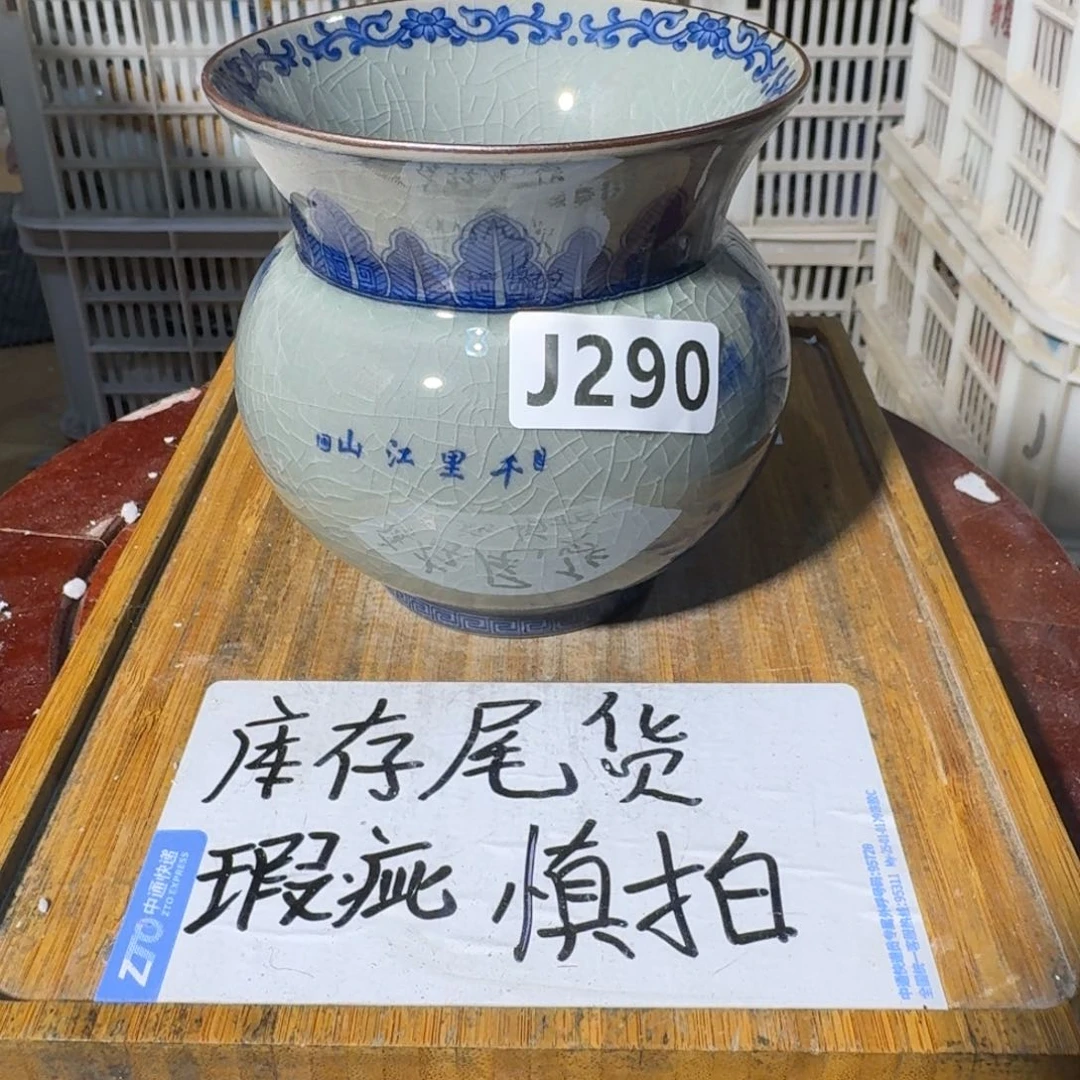 J290
山江里千
库存尾货
瑕疵 慎拍
ZTO 中通快递
ZTO EXPRESS